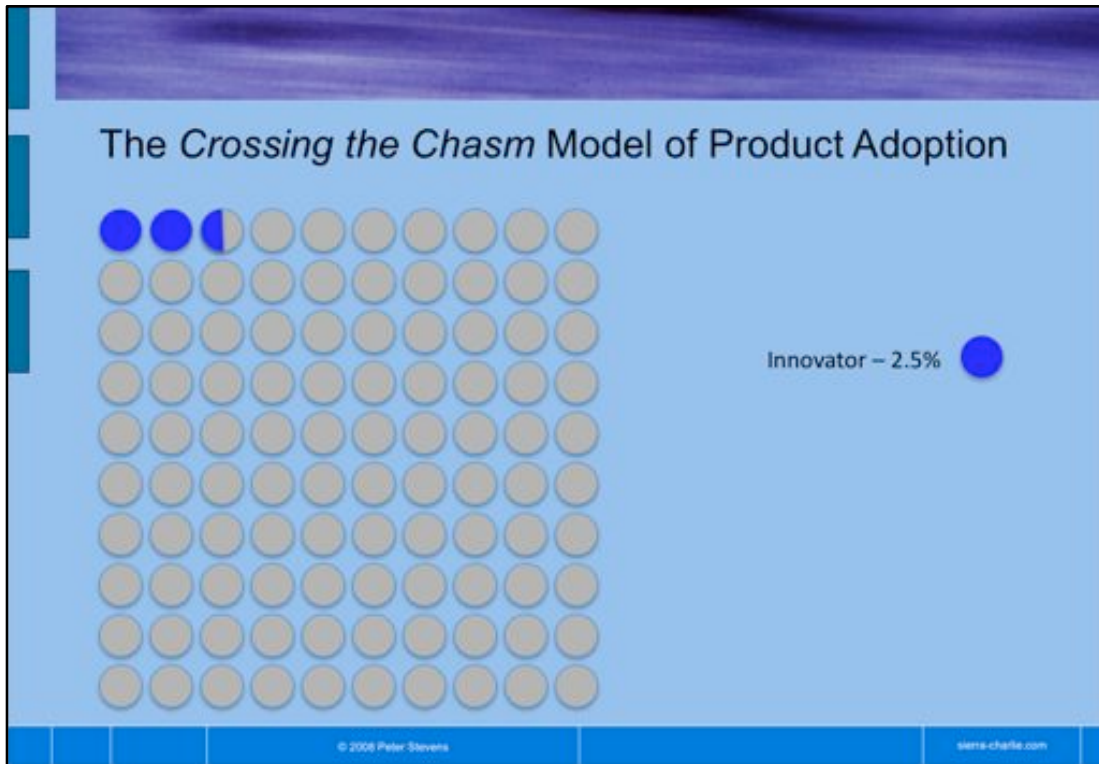 The Crossing the Chasm Model of Product Adoption
Innovator – 2.5%
© 2008 Peter Stevens
sierra-charlie.com